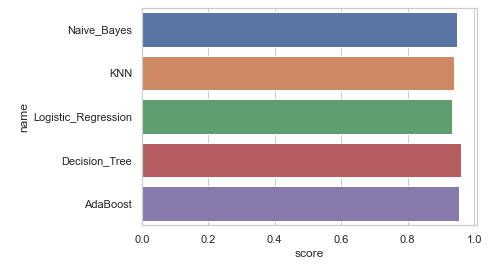 Naive_Bayes
KNN
Logistic_Regression
Decision_Tree
AdaBoost
name
0.0 0.2 0.4 0.6 0.8 1.0
score